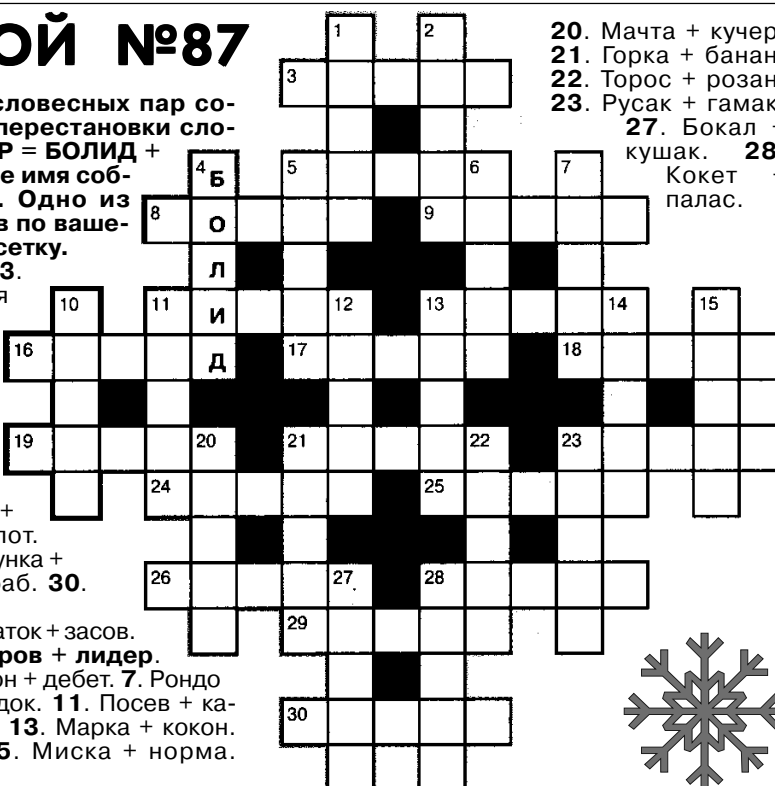 ОЙ №87
словесных пар со-
перестановки сло-
Р = БОЛИД +
е имя соб-
. Одно из
в по ваше-
сетку.
3.
я
+
лот.
унка +
аб. 30.
аток + засов.
ров + лидер.
он + дебет. 7. Рондо
док. 11. Посев + ка-
13. Марка + кокон.
5. Миска + норма.
20. Мачта + кучер
21. Горка + банан
22. Торос + розан
23. Русак + гамак
27. Бокал +
кушак. 28
Кокет +
палас.
1 2
3
4 Б 5 6 7
8 О 9
Л
10 11 И 12 13 14 15
16 Д 17 18
19 20 21 22 23
24 25
26 27 28
29
30